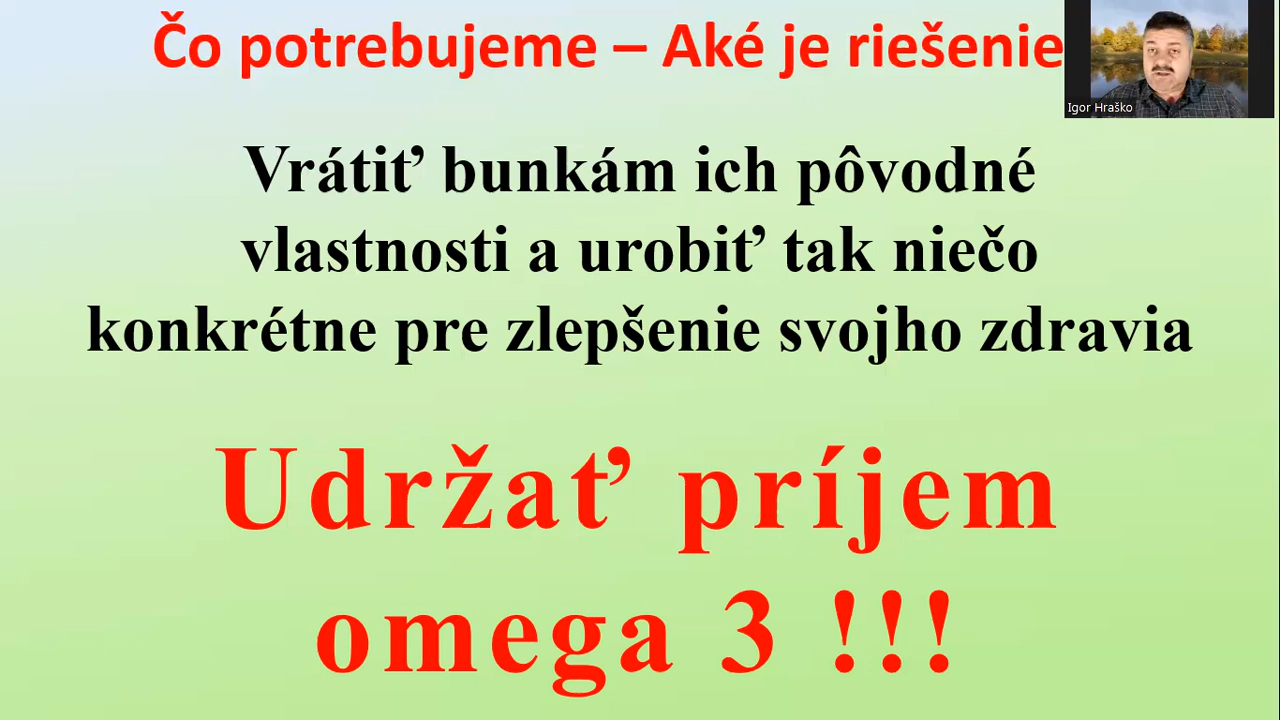 Čo potrebujeme – Aké je riešenie
Igor Hraško
Vrátiť bunkám ich pôvodné
vlastnosti a urobiť tak niečo
konkrétne pre zlepšenie svojho zdravia
Udržať príjem
omega 3 !!!